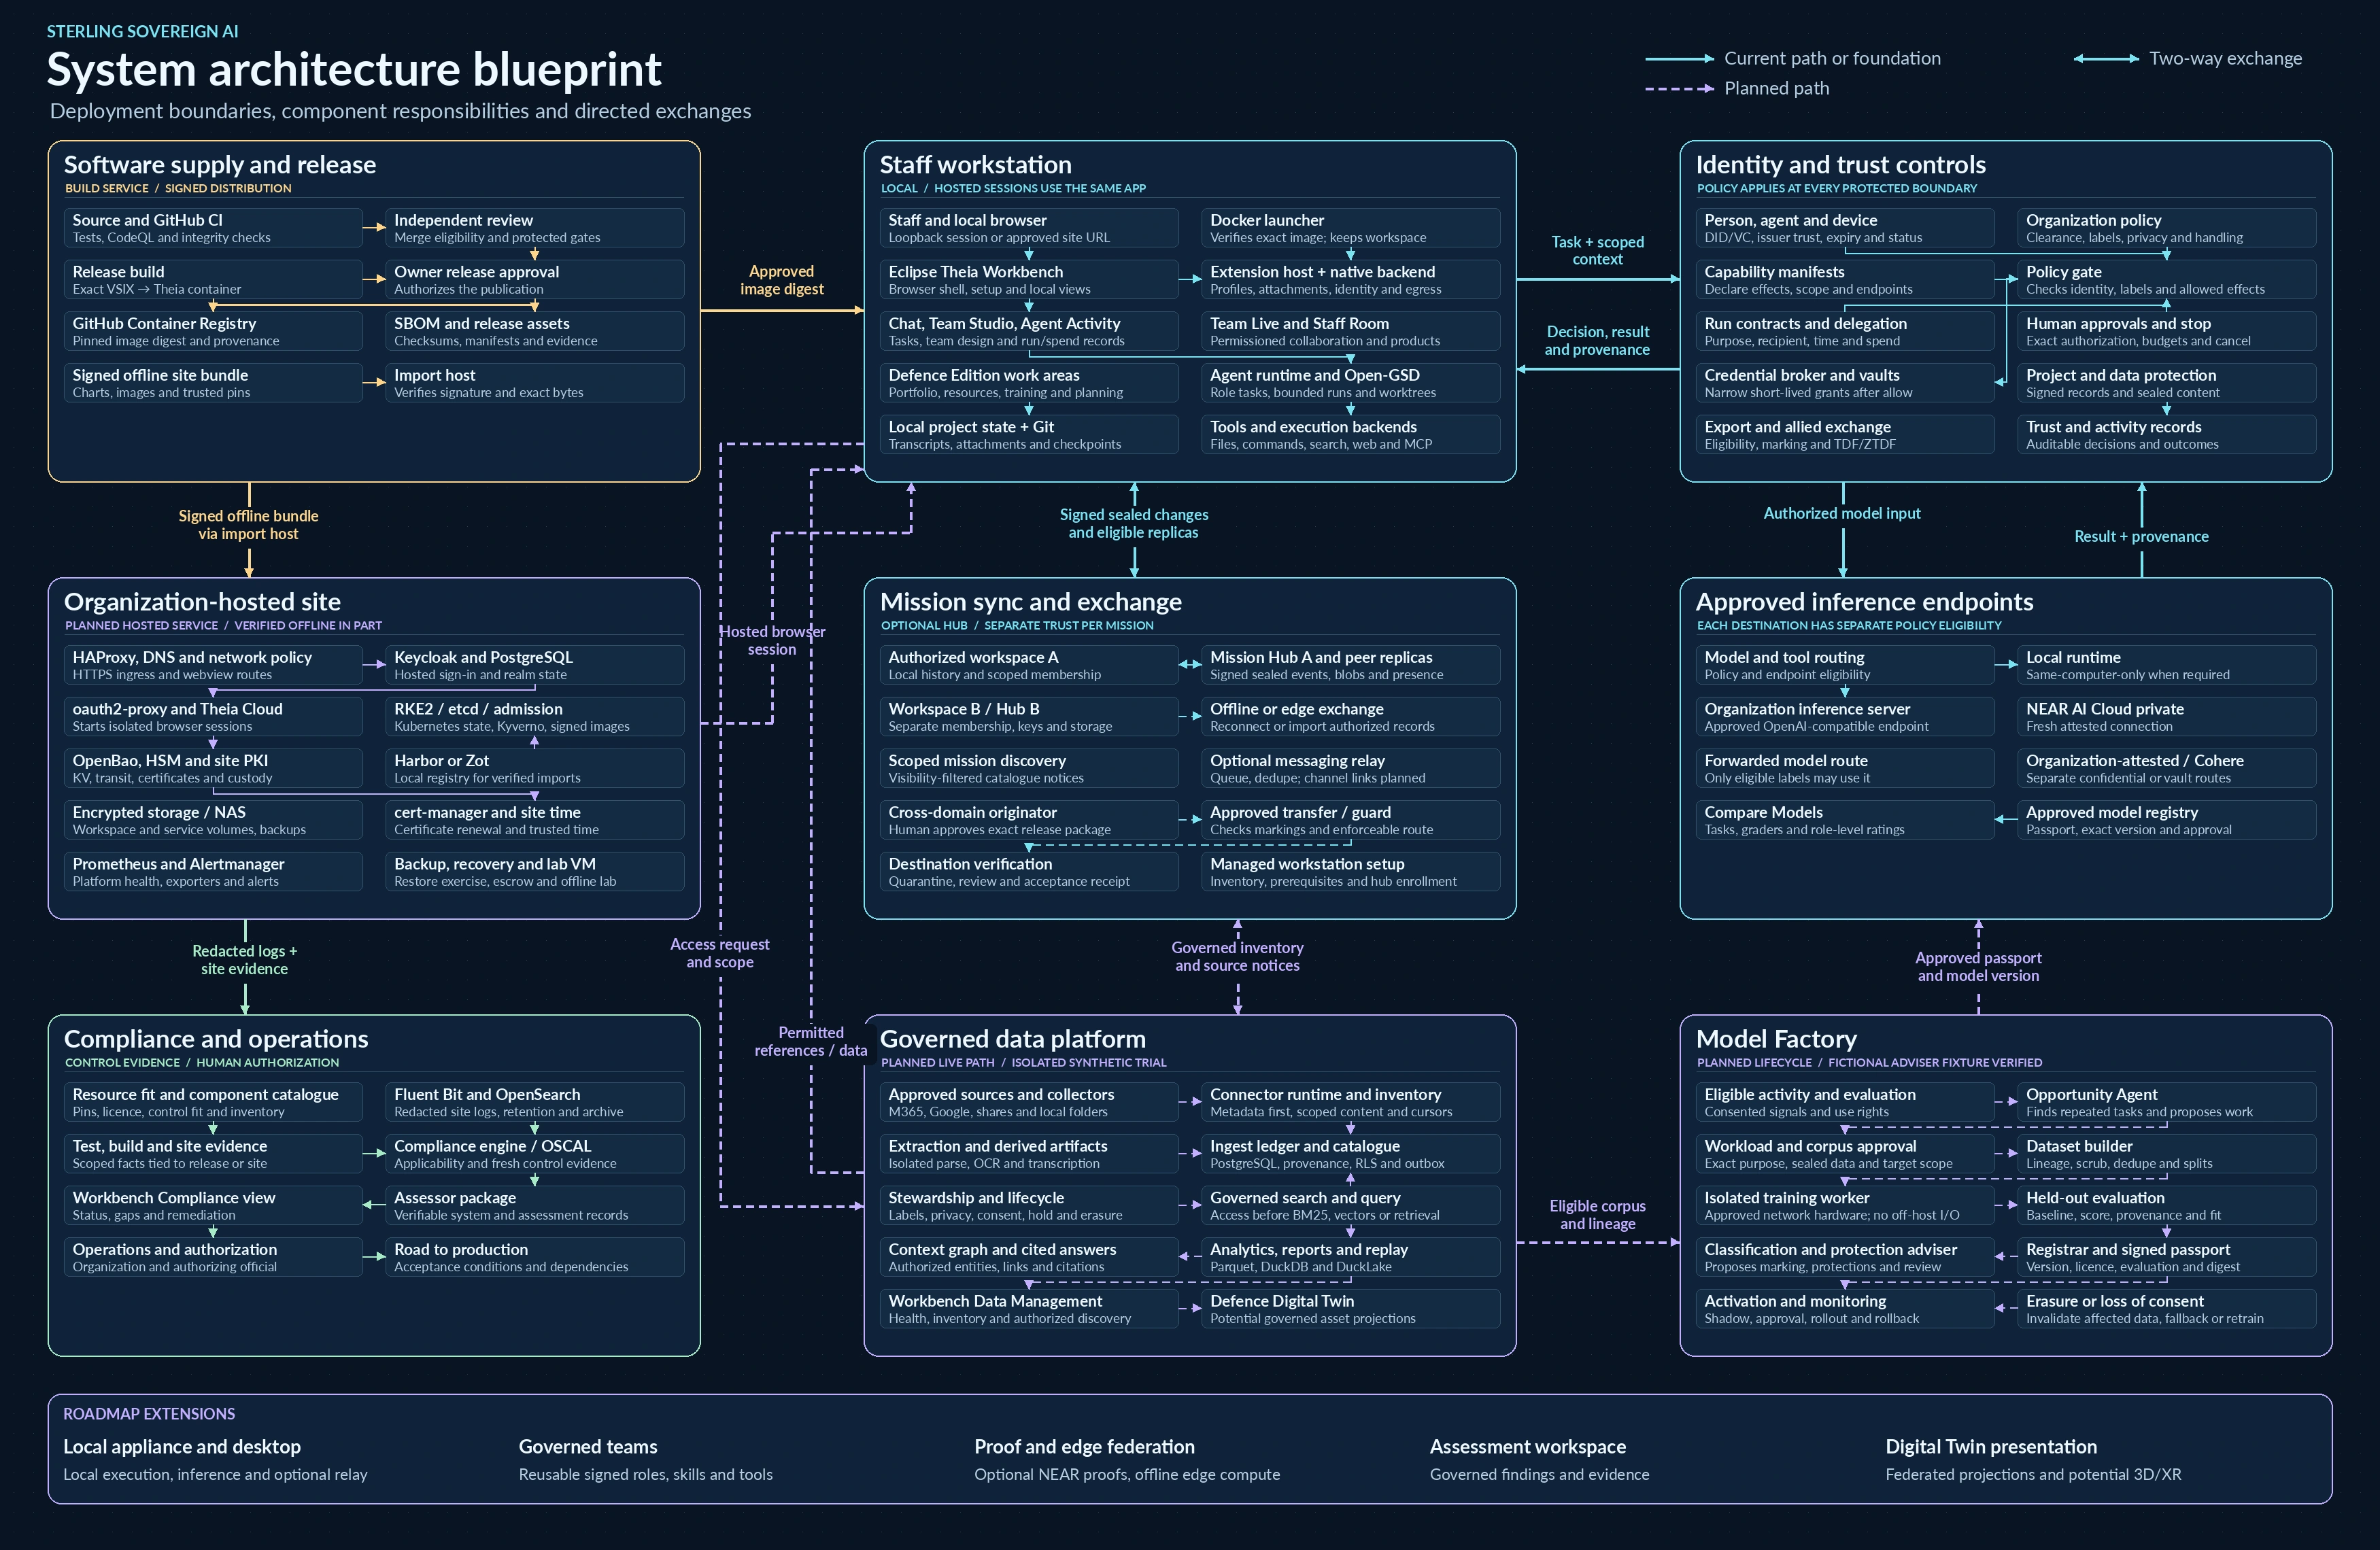 STERLING SOVEREIGN AI
System architecture blueprint
Deployment boundaries, component responsibilities and directed exchanges
Current path or foundation
Two-way exchange
Planned path
Software supply and release
BUILD SERVICE / SIGNED DISTRIBUTION
Source and GitHub CI
Tests, CodeQL and integrity checks
Independent review
Merge eligibility and protected gates
Release build
Exact VSIX → Theia container
Owner release approval
Authorizes the publication
GitHub Container Registry
Pinned image digest and provenance
SBOM and release assets
Checksums, manifests and evidence
Signed offline site bundle
Charts, images and trusted pins
Import host
Verifies signature and exact bytes
Approved
image digest
Staff workstation
LOCAL / HOSTED SESSIONS USE THE SAME APP
Staff and local browser
Loopback session or approved site URL
Docker launcher
Verifies exact image; keeps workspace
Eclipse Theia Workbench
Browser shell, setup and local views
Extension host + native backend
Profiles, attachments, identity and egress
Chat, Team Studio, Agent Activity
Tasks, team design and run/spend records
Team Live and Staff Room
Permissioned collaboration and products
Defence Edition work areas
Portfolio, resources, training and planning
Agent runtime and Open-GSD
Role tasks, bounded runs and worktrees
Local project state + Git
Transcripts, attachments and checkpoints
Tools and execution backends
Files, commands, search, web and MCP
Task + scoped
context
Decision, result
and provenance
Identity and trust controls
POLICY APPLIES AT EVERY PROTECTED BOUNDARY
Person, agent and device
DID/VC, issuer trust, expiry and status
Organization policy
Clearance, labels, privacy and handling
Capability manifests
Declare effects, scope and endpoints
Policy gate
Checks identity, labels and allowed effects
Run contracts and delegation
Purpose, recipient, time and spend
Human approvals and stop
Exact authorization, budgets and cancel
Credential broker and vaults
Narrow short-lived grants after allow
Project and data protection
Signed records and sealed content
Export and allied exchange
Eligibility, marking and TDF/ZTDF
Trust and activity records
Auditable decisions and outcomes
Signed offline bundle
via import host
Signed sealed changes
and eligible replicas
Authorized model input
Result + provenance
Organization-hosted site
PLANNED HOSTED SERVICE / VERIFIED OFFLINE IN PART
HAProxy, DNS and network policy
HTTPS ingress and webview routes
Keycloak and PostgreSQL
Hosted sign-in and realm state
oauth2-proxy and Theia Cloud
Starts isolated browser sessions
RKE2 / etcd / admission
Kubernetes state, Kyverno, signed images
OpenBao, HSM and site PKI
KV, transit, certificates and custody
Harbor or Zot
Local registry for verified imports
Encrypted storage / NAS
Workspace and service volumes, backups
cert-manager and site time
Certificate renewal and trusted time
Prometheus and Alertmanager
Platform health, exporters and alerts
Backup, recovery and lab VM
Restore exercise, escrow and offline lab
Hosted browser
session
Mission sync and exchange
OPTIONAL HUB / SEPARATE TRUST PER MISSION
Authorized workspace A
Local history and scoped membership
Mission Hub A and peer replicas
Signed sealed events, blobs and presence
Workspace B / Hub B
Separate membership, keys and storage
Offline or edge exchange
Reconnect or import authorized records
Scoped mission discovery
Visibility-filtered catalogue notices
Optional messaging relay
Queue, dedupe; channel links planned
Cross-domain originator
Human approves exact release package
Approved transfer / guard
Checks markings and enforceable route
Destination verification
Quarantine, review and acceptance receipt
Managed workstation setup
Inventory, prerequisites and hub enrollment
Approved inference endpoints
EACH DESTINATION HAS SEPARATE POLICY ELIGIBILITY
Model and tool routing
Policy and endpoint eligibility
Local runtime
Same-computer-only when required
Organization inference server
Approved OpenAI-compatible endpoint
NEAR AI Cloud private
Fresh attested connection
Forwarded model route
Only eligible labels may use it
Organization-attested / Cohere
Separate confidential or vault routes
Compare Models
Tasks, graders and role-level ratings
Approved model registry
Passport, exact version and approval
Redacted logs +
site evidence
Access request
and scope
Governed inventory
and source notices
Approved passport
and model version
Compliance and operations
CONTROL EVIDENCE / HUMAN AUTHORIZATION
Resource fit and component catalogue
Pins, licence, control fit and inventory
Fluent Bit and OpenSearch
Redacted site logs, retention and archive
Test, build and site evidence
Scoped facts tied to release or site
Compliance engine / OSCAL
Applicability and fresh control evidence
Workbench Compliance view
Status, gaps and remediation
Assessor package
Verifiable system and assessment records
Operations and authorization
Organization and authorizing official
Road to production
Acceptance conditions and dependencies
Permitted
references / data
Governed data platform
PLANNED LIVE PATH / ISOLATED SYNTHETIC TRIAL
Approved sources and collectors
M365, Google, shares and local folders
Connector runtime and inventory
Metadata first, scoped content and cursors
Extraction and derived artifacts
Isolated parse, OCR and transcription
Ingest ledger and catalogue
PostgreSQL, provenance, RLS and outbox
Stewardship and lifecycle
Labels, privacy, consent, hold and erasure
Governed search and query
Access before BM25, vectors or retrieval
Context graph and cited answers
Authorized entities, links and citations
Analytics, reports and replay
Parquet, DuckDB and DuckLake
Workbench Data Management
Health, inventory and authorized discovery
Defence Digital Twin
Potential governed asset projections
Eligible corpus
and lineage
Model Factory
PLANNED LIFECYCLE / FICTIONAL ADVISER FIXTURE VERIFIED
Eligible activity and evaluation
Consented signals and use rights
Opportunity Agent
Finds repeated tasks and proposes work
Workload and corpus approval
Exact purpose, sealed data and target scope
Dataset builder
Lineage, scrub, dedupe and splits
Isolated training worker
Approved network hardware; no off-host I/O
Held-out evaluation
Baseline, score, provenance and fit
Classification and protection adviser
Proposes marking, protections and review
Registrar and signed passport
Version, licence, evaluation and digest
Activation and monitoring
Shadow, approval, rollout and rollback
Erasure or loss of consent
Invalidate affected data, fallback or retrain
ROADMAP EXTENSIONS
Local appliance and desktop
Local execution, inference and optional relay
Governed teams
Reusable signed roles, skills and tools
Proof and edge federation
Optional NEAR proofs, offline edge compute
Assessment workspace
Governed findings and evidence
Digital Twin presentation
Federated projections and potential 3D/XR